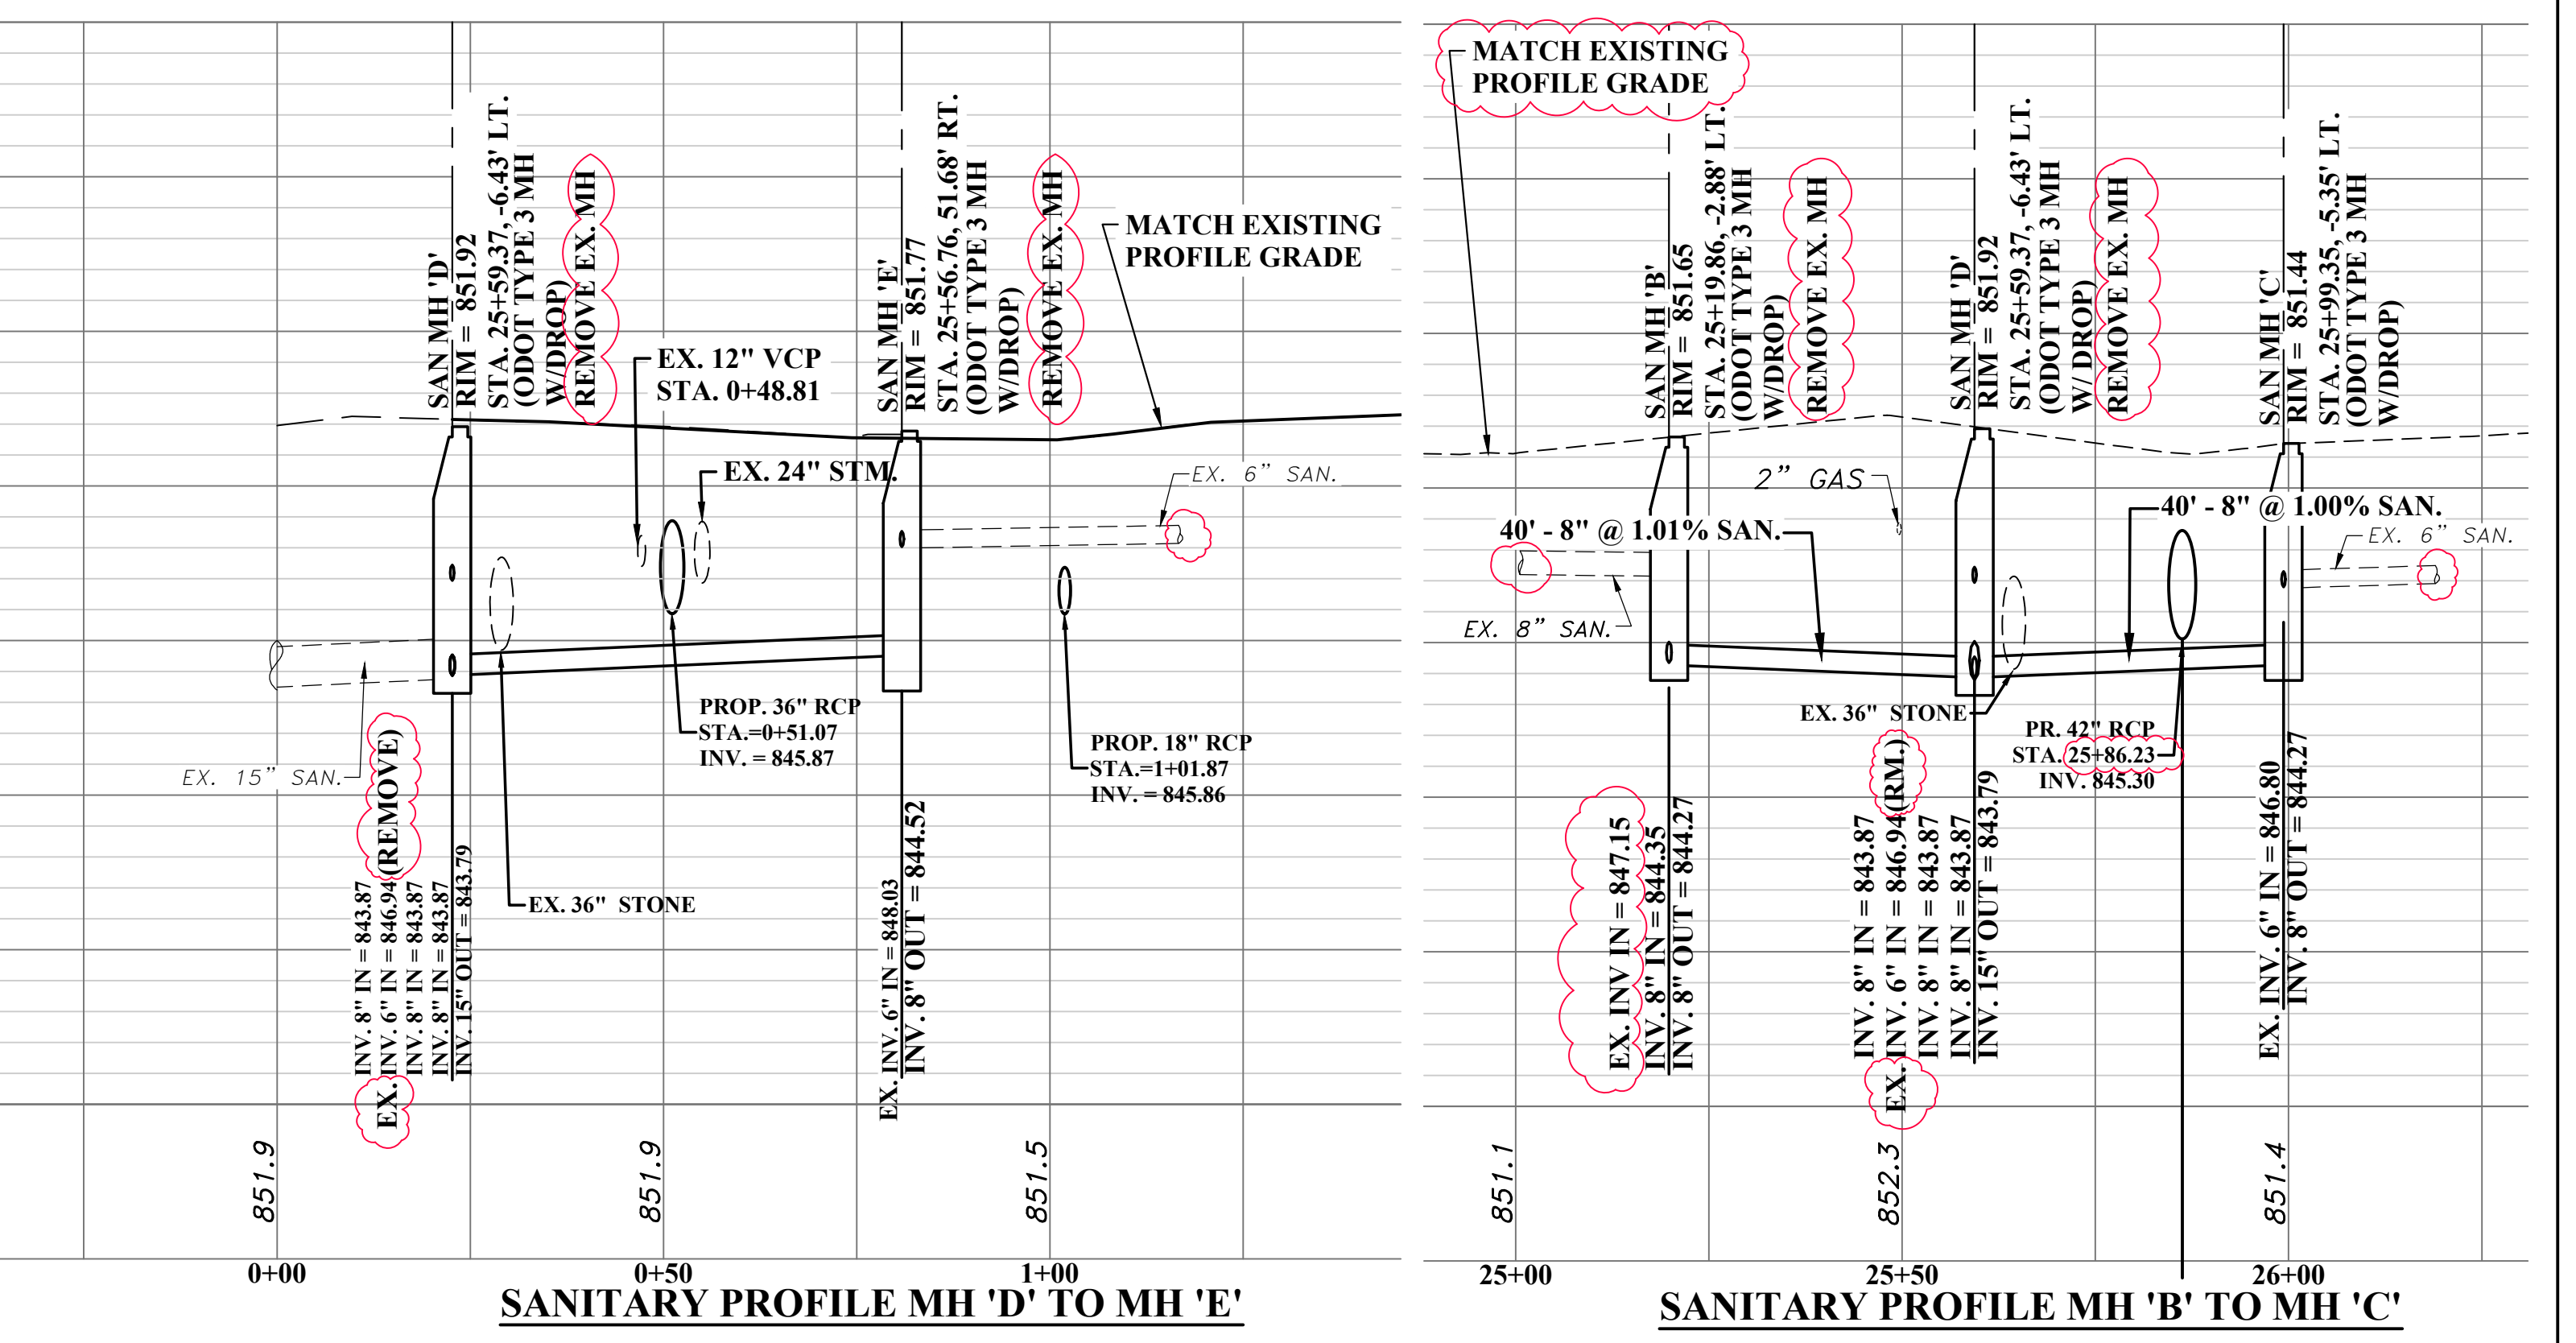 SAN MH 'D'
RIM = 851.92
STA. 25+59.37, -6.43' LT.
(ODOT TYPE 3 MH
W/DROP)
REMOVE EX. MH
EX. 12" VCP
STA. 0+48.81
EX. 24" STM.
SAN MH 'E'
RIM = 851.77
STA. 25+56.76, 51.68' RT.
(ODOT TYPE 3 MH
W/DROP)
REMOVE EX. MH
MATCH EXISTING
PROFILE GRADE
EX. 6" SAN.
EX. 15" SAN.
PROP. 36" RCP
STA.=0+51.07
INV. = 845.87
PROP. 18" RCP
STA.=1+01.87
INV. = 845.86
EX. 36" STONE
INV. 8" IN = 843.87
EX. INV. 6" IN = 846.94 (REMOVE)
INV. 8" IN = 843.87
INV. 8" IN = 843.87
INV. 15" OUT = 843.79
EX. INV. 6" IN = 848.03
INV. 8" OUT = 844.52
851.9
851.9
851.5
0+00
0+50
1+00
SANITARY PROFILE MH 'D' TO MH 'E'
MATCH EXISTING
PROFILE GRADE
SAN MH 'B'
RIM = 851.65
STA. 25+19.86, -2.88' LT.
(ODOT TYPE 3 MH
W/DROP)
REMOVE EX. MH
SAN MH 'D'
RIM = 851.92
STA. 25+59.37, -6.43' LT.
(ODOT TYPE 3 MH
W/ DROP)
REMOVE EX. MH
SAN MH 'C'
RIM = 851.44
STA. 25+99.35, -5.35' LT.
(ODOT TYPE 3 MH
W/DROP)
2" GAS
40' - 8" @ 1.01% SAN.
40' - 8" @ 1.00% SAN.
EX. 6" SAN.
EX. 8" SAN.
EX. 36" STONE
PR. 42" RCP
STA. 25+86.23
INV. 845.30
EX. INV IN = 847.15
INV. 8" IN = 844.35
INV. 8" OUT = 844.27
INV. 8" IN = 843.87
EX. INV. 6" IN = 846.94 (RM.)
INV. 8" IN = 843.87
INV. 8" IN = 843.87
INV. 15" OUT = 843.79
EX. INV. 6" IN = 846.80
INV. 8" OUT = 844.27
851.1
852.3
851.4
25+00
25+50
26+00
SANITARY PROFILE MH 'B' TO MH 'C'